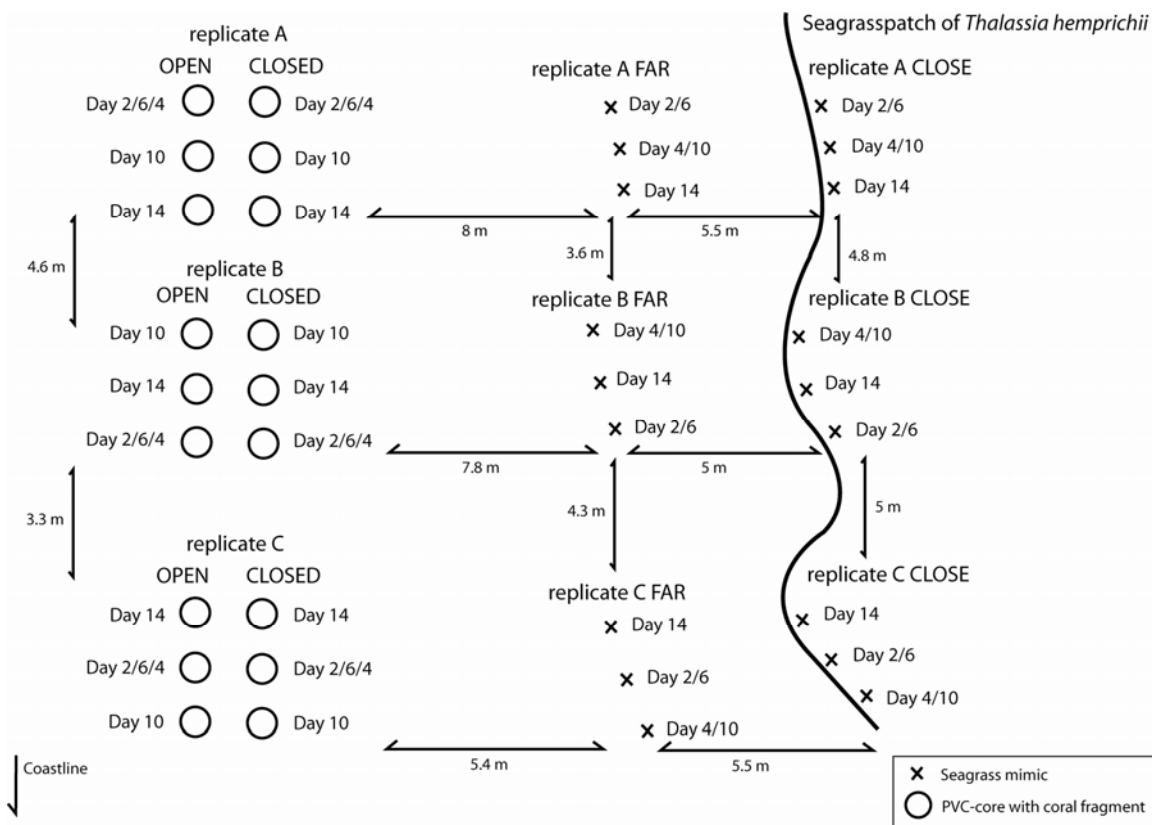 Seagrasspatch of Thalassia hemprichii
replicate A
OPEN CLOSED
replicate A FAR
replicate A CLOSE
Day 2/6/4 Day 2/6/4
Day 2/6
Day 2/6
Day 10 Day 10
Day 4/10
Day 4/10
Day 14 Day 14
Day 14
Day 14
8 m
5.5 m
4.6 m
3.6 m
4.8 m
replicate B
OPEN CLOSED
replicate B FAR
replicate B CLOSE
Day 10 Day 10
Day 4/10
Day 4/10
Day 14 Day 14
Day 14
Day 14
Day 2/6/4 Day 2/6/4
Day 2/6
Day 2/6
7.8 m
5 m
3.3 m
4.3 m
5 m
replicate C
OPEN CLOSED
replicate C FAR
replicate C CLOSE
Day 14 Day 14
Day 14
Day 14
Day 2/6/4 Day 2/6/4
Day 2/6
Day 2/6
Day 10 Day 10
Day 4/10
Day 4/10
5.4 m
5.5 m
Coastline
Seagrass mimic
PVC-core with coral fragment